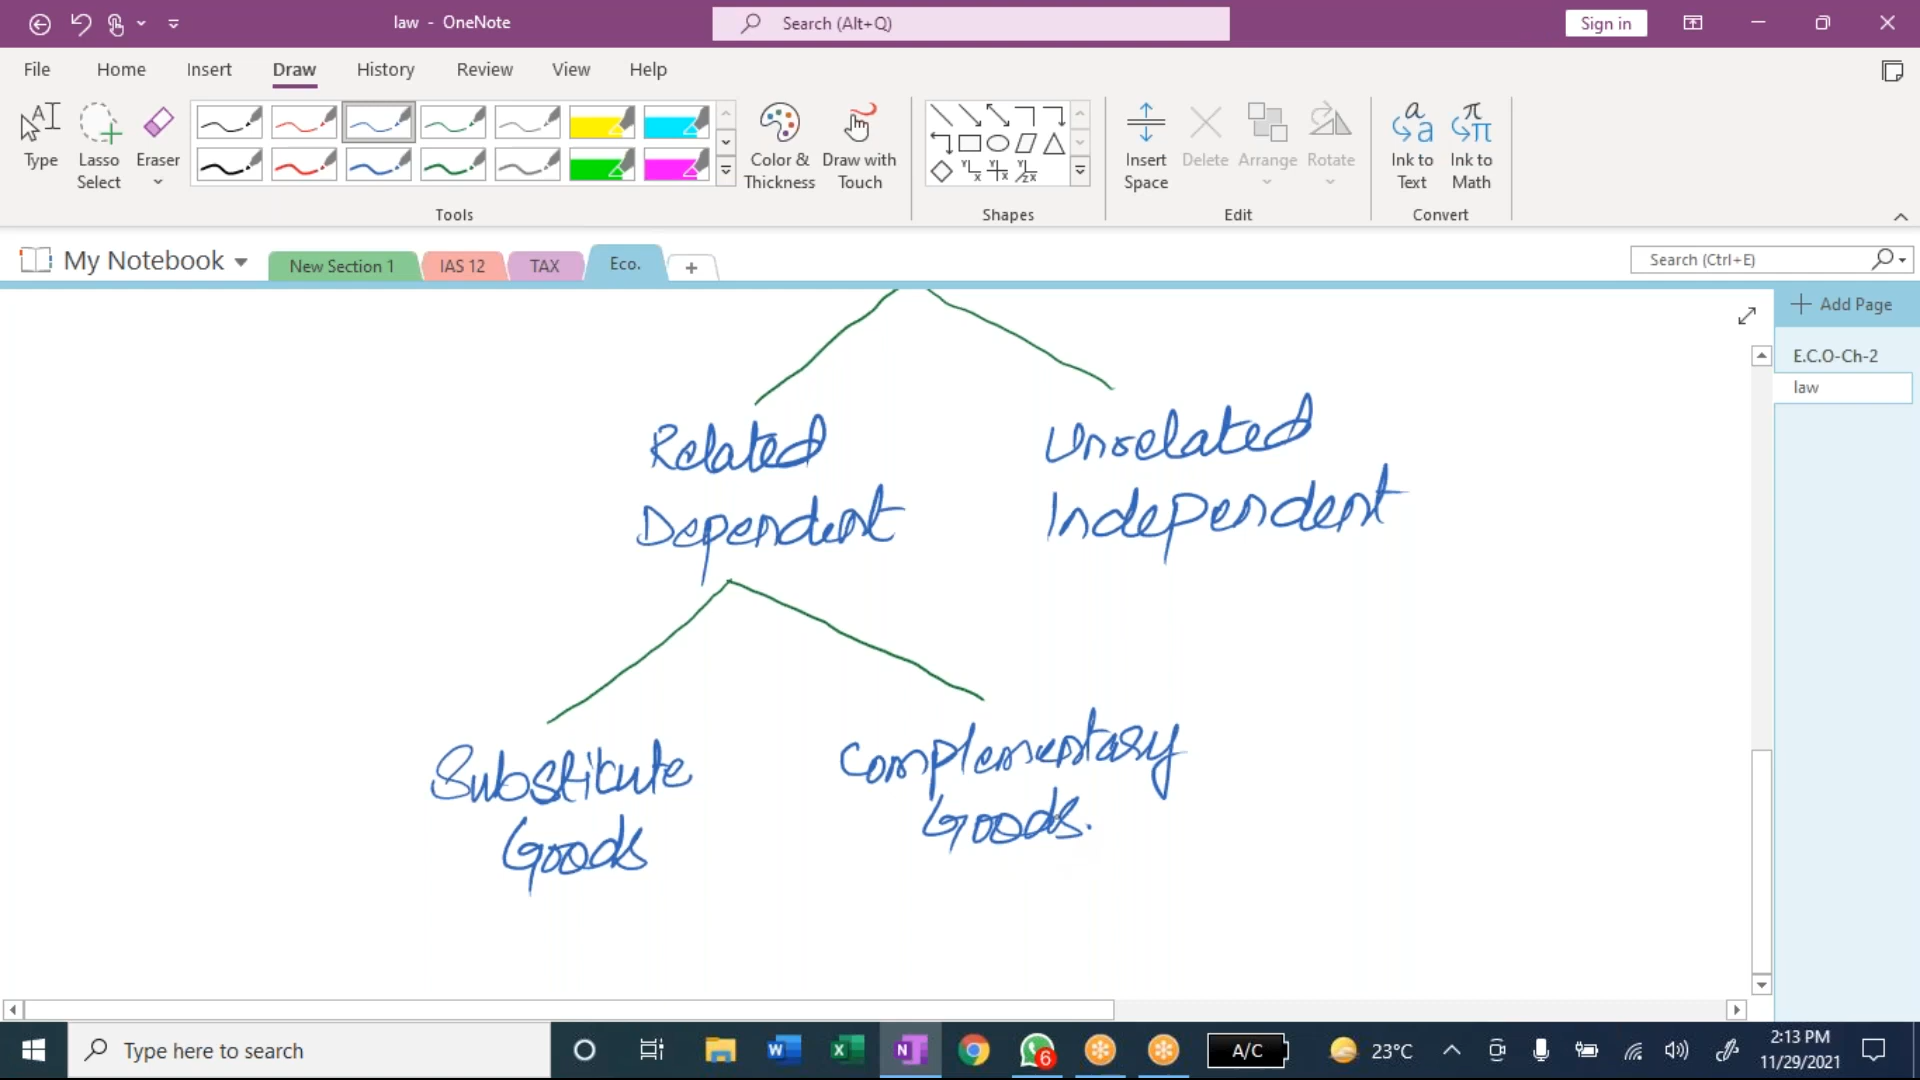 law - OneNote
Search (Alt+Q)
Sign in
File Home Insert Draw History Review View Help
Type
Lasso Select
Eraser
Color & Thickness
Draw with Touch
Insert Space
Delete
Arrange
Rotate
Ink to Text
Ink to Math
Tools
Shapes
Edit
Convert
My Notebook
New Section 1
IAS 12
TAX
Eco.
Search (Ctrl+E)
Add Page
E.C.O-Ch-2
law
Related
Dependent
Unrelated
Independent
Substitute
Goods
Complementary
Goods.
Type here to search
6
A/C
23°C
2:13 PM
11/29/2021